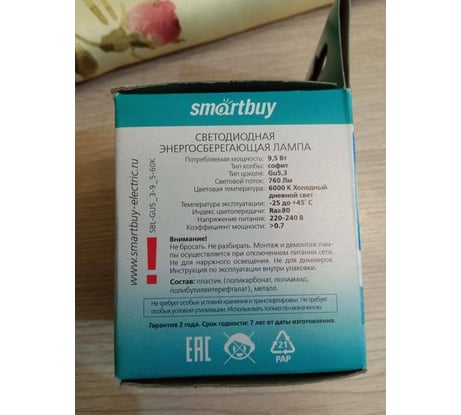 smartbuy
СВЕТОДИОДНАЯ
ЭНЕРГОСБЕРЕГАЮЩАЯ ЛАМПА
Потребляемая мощность: 9,5 Вт
Тип колбы: софит
Тип цоколя: Gu5,3
Световой поток: 760 Лм
Цветовая температура: 6000 К Холодный
дневной свет
Температура эксплуатации: -25 до +45˚ С
Индекс цветопередачи: Ra≥80
Напряжение питания: 220-240 В
Коэффициент мощности: >0.7
Внимание!
Не бросать. Не разбирать. Монтаж и демонтаж лам-
пы осуществляется при отключенном питании сети.
Не для наружного освещения. Не для диммеров.
Инструкция по эксплуатации внутри упаковки.
Состав: пластик (поликарбонат, полиамид,
полибутилентерефталат), металл.
Не требует особых условий хранения и транспортировки. Не требует
особых условий утилизации. Использовать только по назначению.
Гарантия 2 года. Срок годности: 7 лет от даты изготовления.
www.smartbuy-electric.ru
SBL-GU5_3-9_5-60K
!
EAC
21
PAP